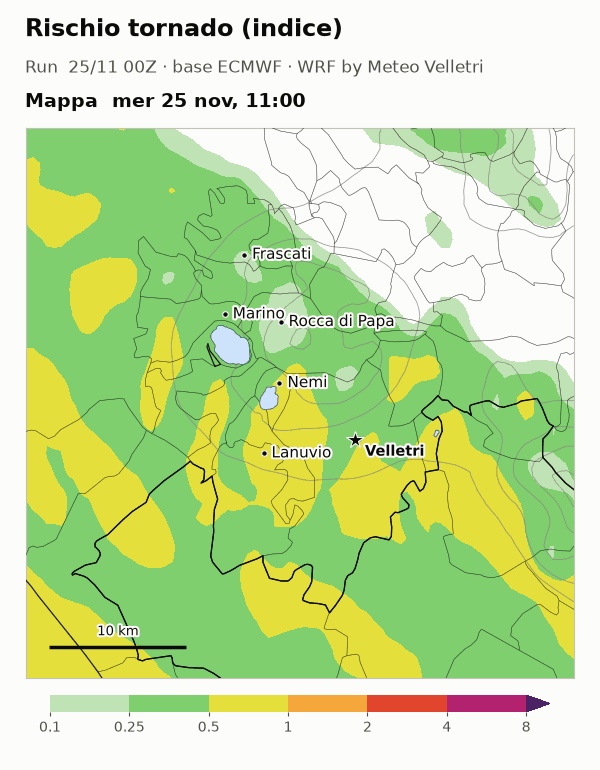 Rischio tornado (indice)
Run  25/11 00Z · base ECMWF · WRF by Meteo Velletri
Mappa  mer 25 nov, 11:00
Frascati
Marino
Rocca di Papa
Nemi
Velletri
Lanuvio
10 km
0.1 0.25 0.5 1 2 4 8